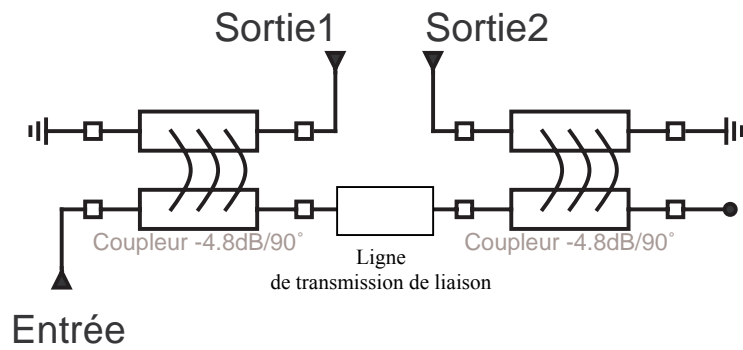 Sortie1 Sortie2
Coupleur -4.8dB/90° Coupleur -4.8dB/90°
Ligne
de transmission de liaison
Entrée